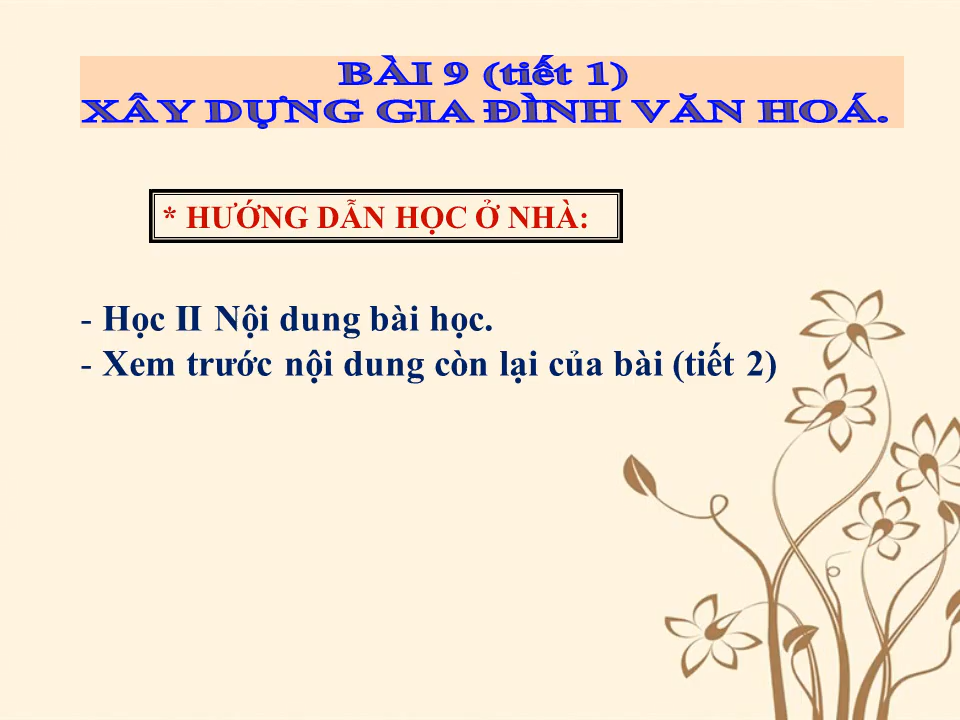 BÀI 9 (tiết 1)
XÂY DỰNG GIA ĐÌNH VĂN HOÁ.
* HƯỚNG DẪN HỌC Ở NHÀ:
- Học II Nội dung bài học.
- Xem trước nội dung còn lại của bài (tiết 2)